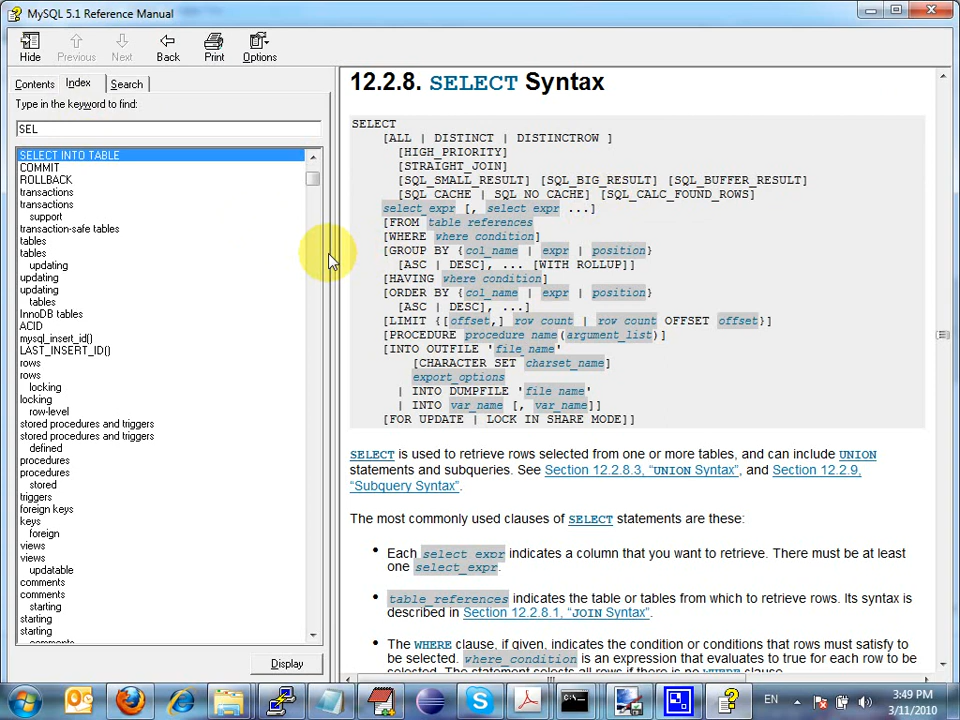 MySQL 5.1 Reference Manual
Hide
Previous
Next
Back
Print
Options
Contents
Index
Search
Type in the keyword to find:
SEL
SELECT INTO TABLE
COMMIT
ROLLBACK
transactions
transactions
support
transaction-safe tables
tables
tables
updating
updating
updating
tables
InnoDB tables
ACID
mysql_insert_id()
LAST_INSERT_ID()
rows
rows
locking
locking
row-level
stored procedures and triggers
stored procedures and triggers
defined
procedures
procedures
stored
triggers
foreign keys
keys
foreign
views
views
updatable
comments
comments
starting
starting
starting
comments
Display
12.2.8. SELECT Syntax
SELECT
[ALL | DISTINCT | DISTINCTROW ]
[HIGH_PRIORITY]
[STRAIGHT_JOIN]
[SQL_SMALL_RESULT] [SQL_BIG_RESULT] [SQL_BUFFER_RESULT]
[SQL_CACHE | SQL_NO_CACHE] [SQL_CALC_FOUND_ROWS]
select_expr [, select_expr ...]
[FROM table_references
[WHERE where_condition]
[GROUP BY {col_name | expr | position}
[ASC | DESC], ... [WITH ROLLUP]]
[HAVING where_condition]
[ORDER BY {col_name | expr | position}
[ASC | DESC], ...]
[LIMIT {[offset,] row_count | row_count OFFSET offset}]
[PROCEDURE procedure_name(argument_list)]
[INTO OUTFILE 'file_name'
[CHARACTER SET charset_name]
export_options
| INTO DUMPFILE 'file_name'
| INTO var_name [, var_name]]
[FOR UPDATE | LOCK IN SHARE MODE]]
SELECT is used to retrieve rows selected from one or more tables, and can include UNION
statements and subqueries. See Section 12.2.8.3, “UNION Syntax”, and Section 12.2.9,
“Subquery Syntax”.
The most commonly used clauses of SELECT statements are these:
• Each select_expr indicates a column that you want to retrieve. There must be at least
one select_expr.
• table_references indicates the table or tables from which to retrieve rows. Its syntax is
described in Section 12.2.8.1, “JOIN Syntax”.
• The WHERE clause, if given, indicates the condition or conditions that rows must satisfy to
be selected. where_condition is an expression that evaluates to true for each row to be
selected. The statement selects all rows if there is no WHERE clause.
EN
3:49 PM
3/11/2010